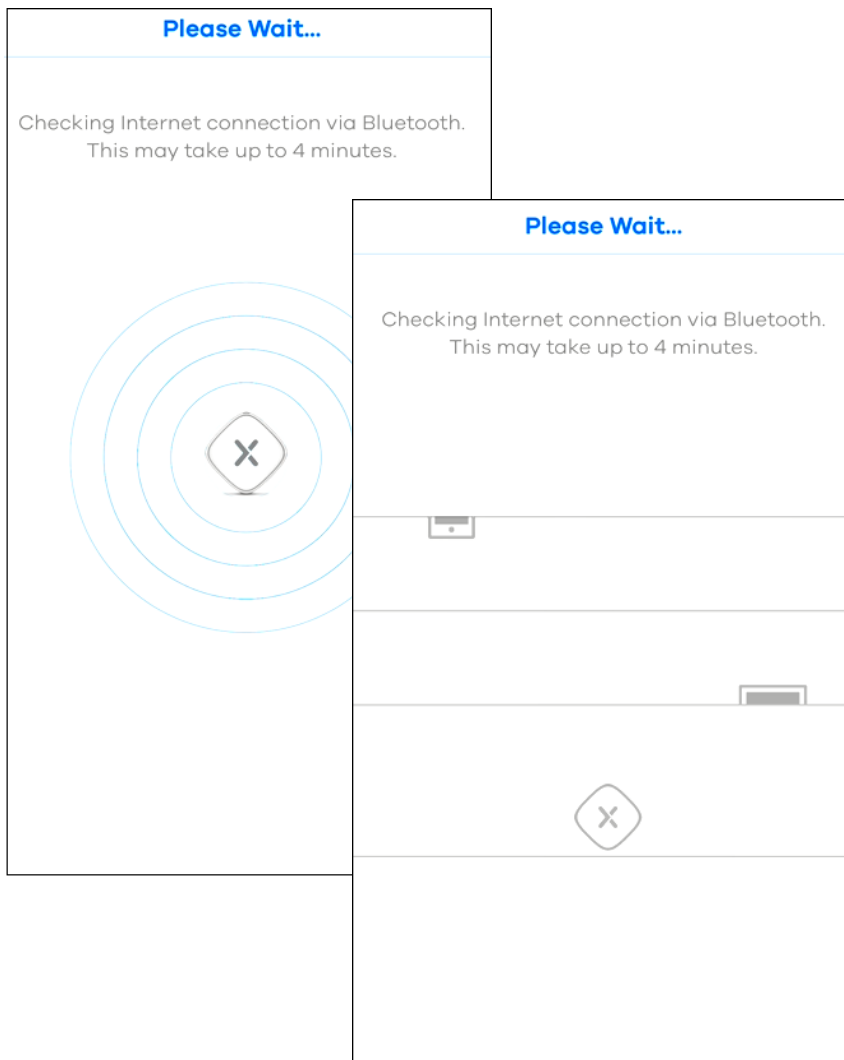 Please Wait...
Checking Internet connection via Bluetooth.
This may take up to 4 minutes.
Please Wait...
Checking Internet connection via Bluetooth.
This may take up to 4 minutes.